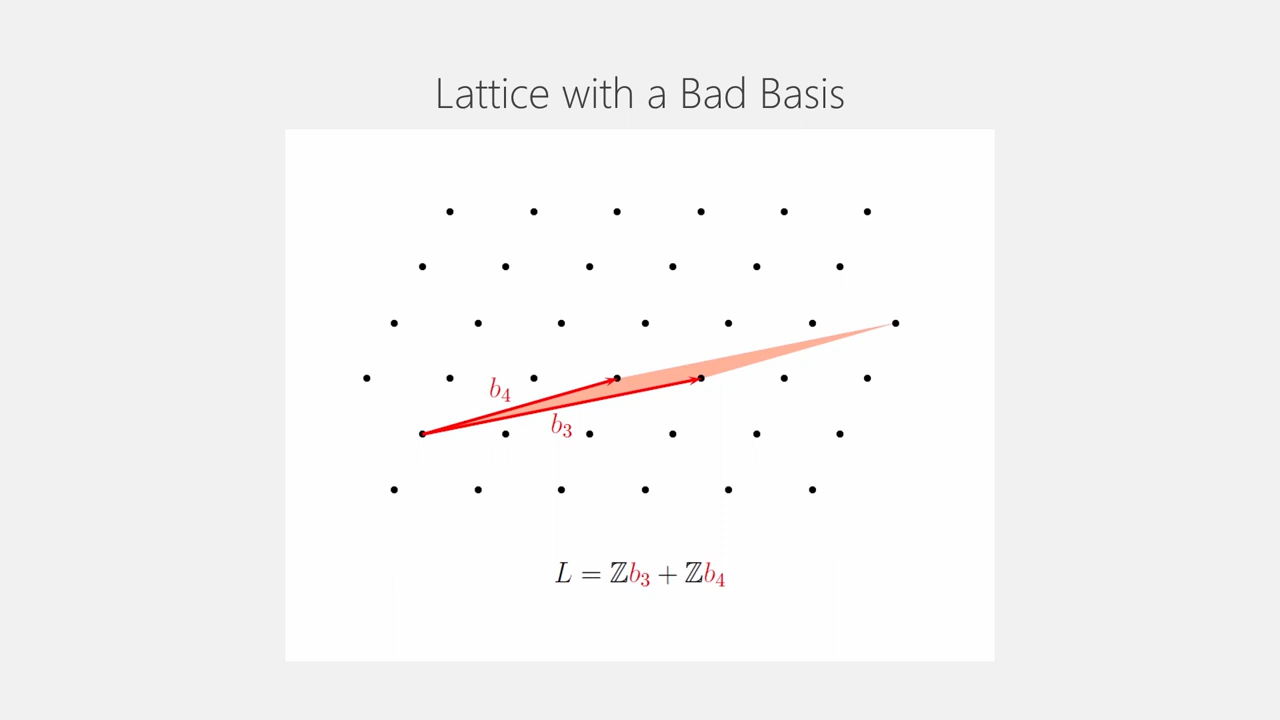 Lattice with a Bad Basis
b₄
b₃
L = ℤb₃ + ℤb₄